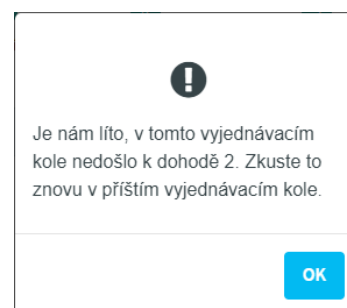 Je nám líto, v tomto vyjednávacím
kole nedošlo k dohodě 2. Zkuste to
znovu v příštím vyjednávacím kole.
OK